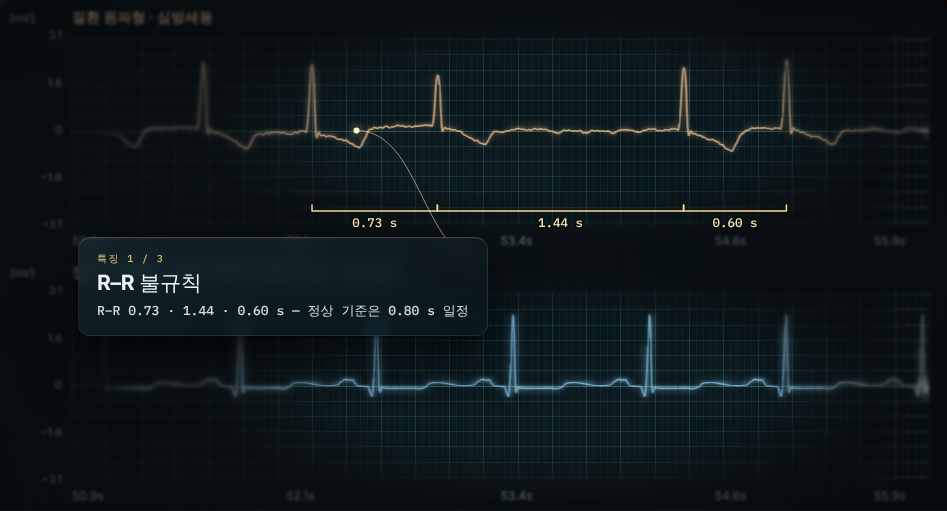 [mV]
질환 원파형 · 심방세동
3.1
1.6
0
-1.6
-3.1
0.73 s
1.44 s
0.60 s
53.4s
54.6s
55.9s
특징 1 / 3
R–R 불규칙
R–R 0.73 · 1.44 · 0.60 s — 정상 기준은 0.80 s 일정
[mV]
3.1
1.6
0
-1.6
-3.1
50.9s
52.1s
53.4s
54.6s
55.9s